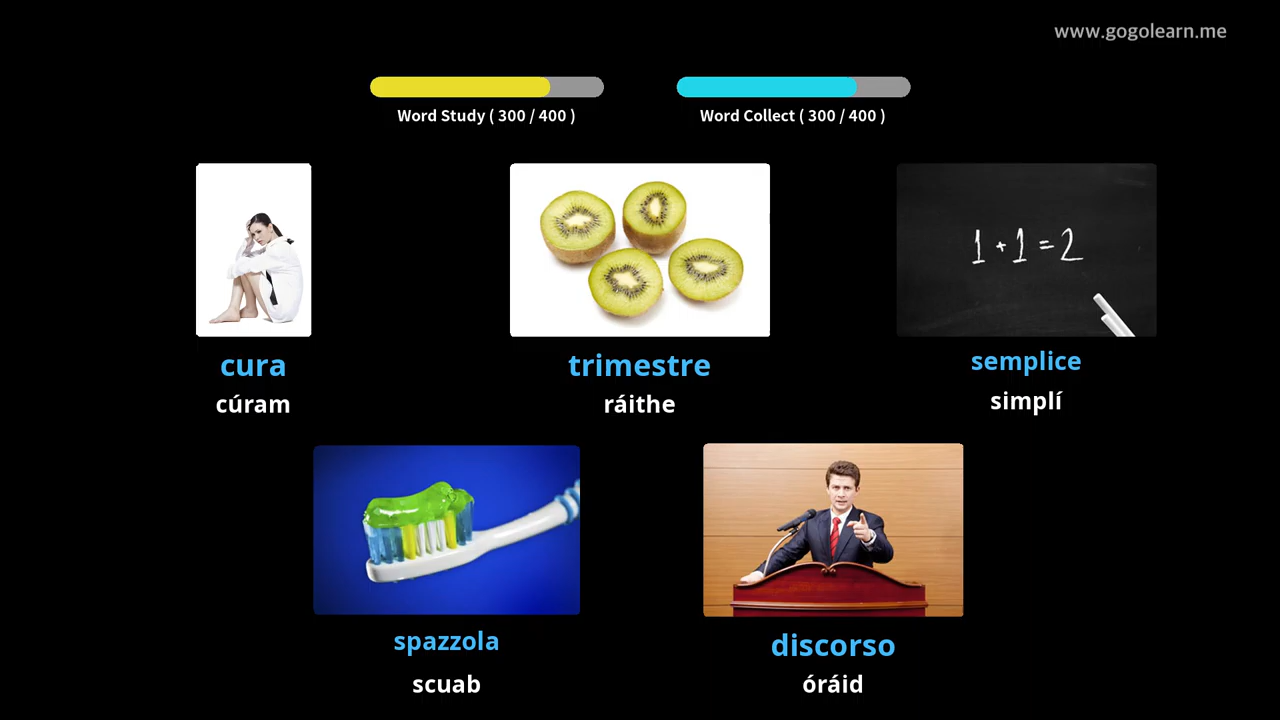 www.gogolearn.me
Word Study ( 300 / 400 )
Word Collect ( 300 / 400 )
1 + 1 = 2
cura
cúram
trimestre
ráithe
semplice
simplí
spazzola
scuab
discorso
óráid